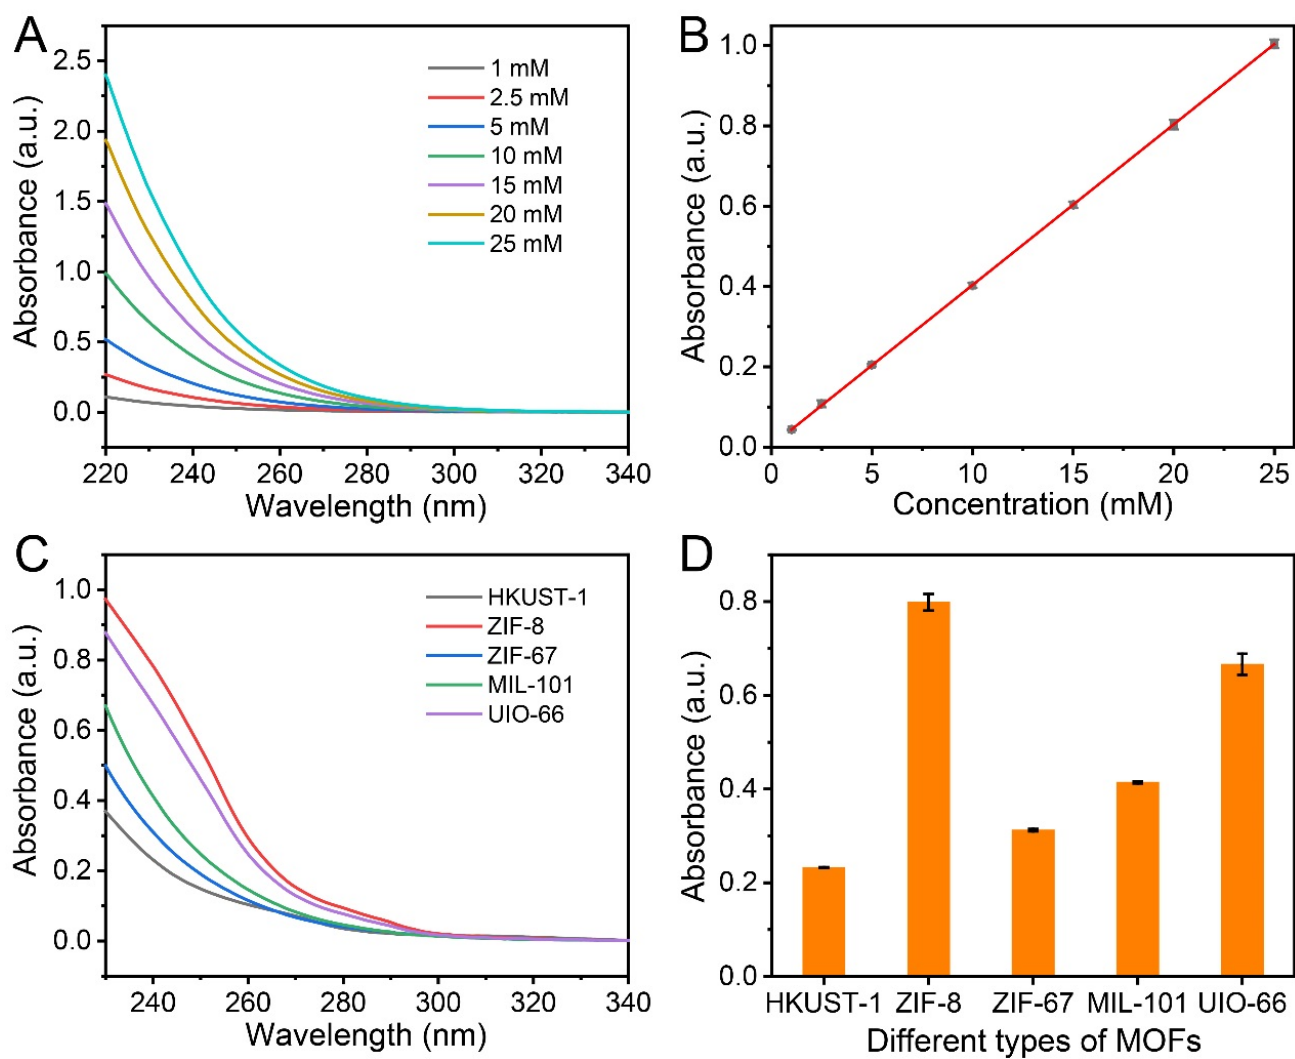 A
Absorbance (a.u.)
2.5
2.0
1.5
1.0
0.5
0.0
220 240 260 280 300 320 340
Wavelength (nm)
1 mM
2.5 mM
5 mM
10 mM
15 mM
20 mM
25 mM
B
Absorbance (a.u.)
1.0
0.8
0.6
0.4
0.2
0.0
0 5 10 15 20 25
Concentration (mM)
C
Absorbance (a.u.)
1.0
0.8
0.6
0.4
0.2
0.0
240 260 280 300 320 340
Wavelength (nm)
HKUST-1
ZIF-8
ZIF-67
MIL-101
UIO-66
D
Absorbance (a.u.)
0.8
0.6
0.4
0.2
0.0
HKUST-1 ZIF-8 ZIF-67 MIL-101 UIO-66
Different types of MOFs